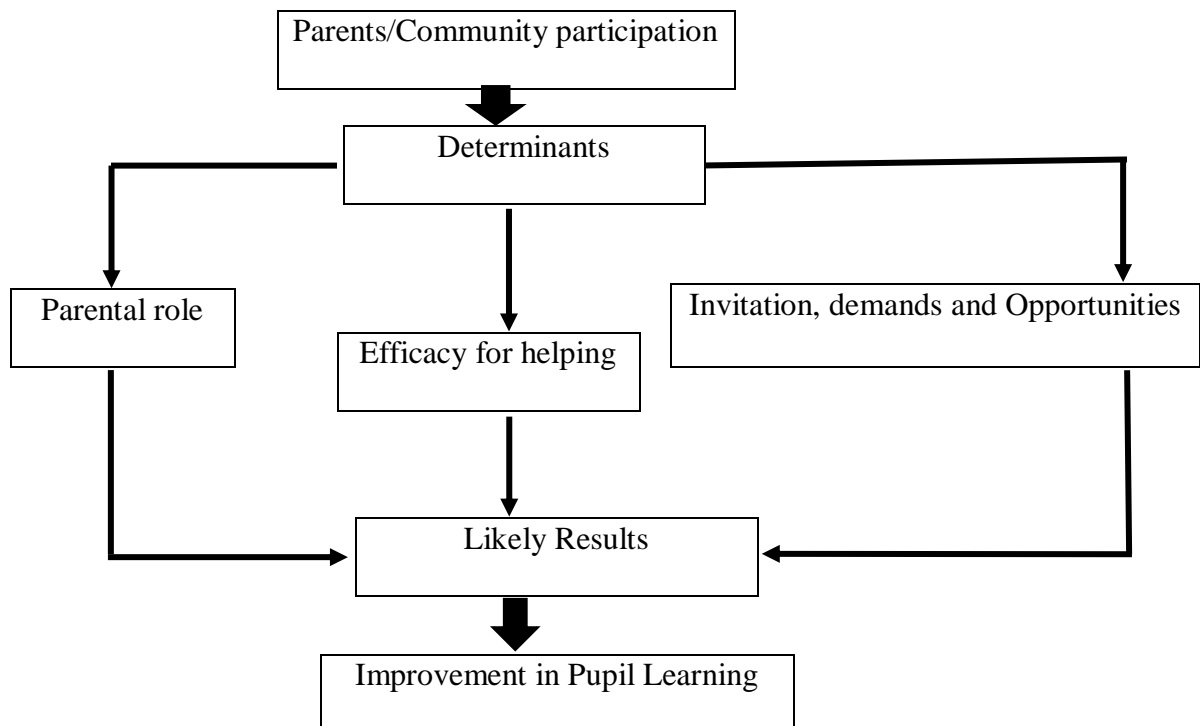 Parents/Community participation
Determinants
Parental role
Invitation, demands and Opportunities
Efficacy for helping
Likely Results
Improvement in Pupil Learning